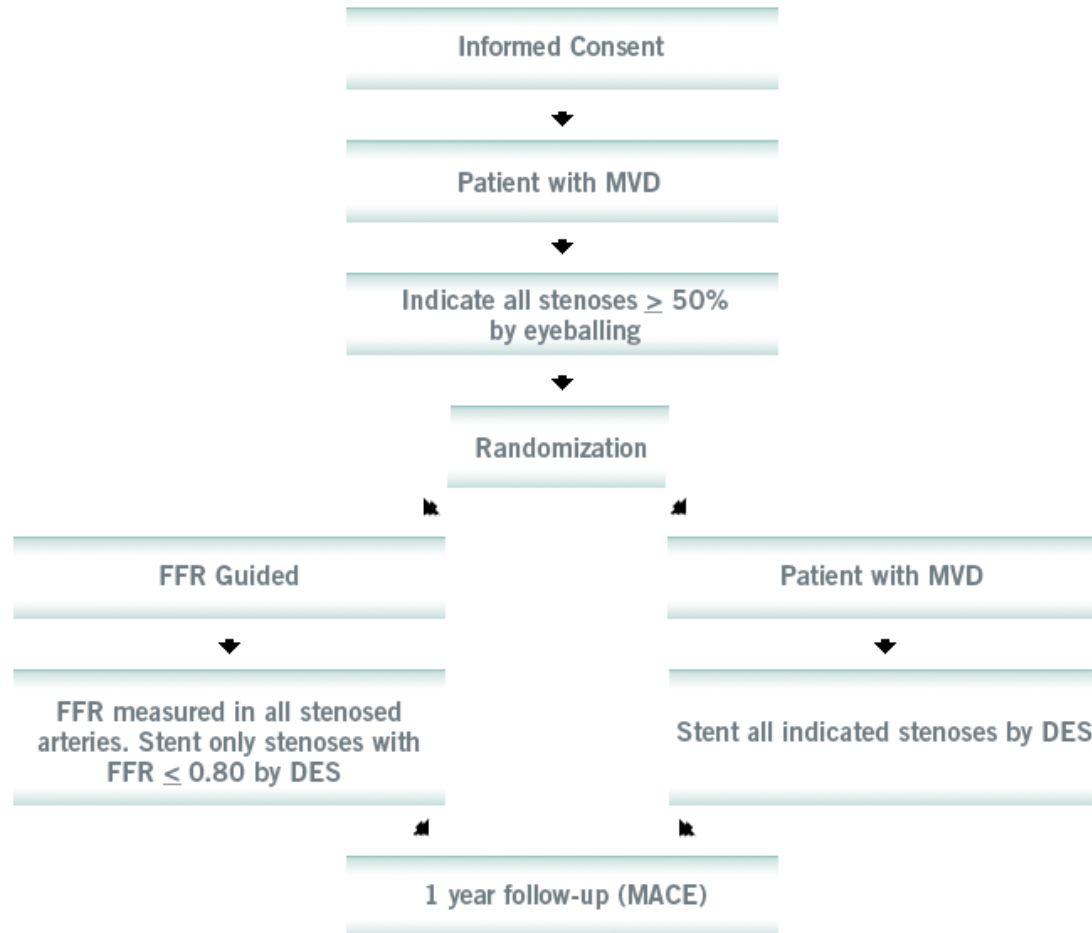 Informed Consent
Patient with MVD
Indicate all stenoses ≥ 50%
by eyeballing
Randomization
FFR Guided
Patient with MVD
FFR measured in all stenosed
arteries. Stent only stenoses with
FFR ≤ 0.80 by DES
Stent all indicated stenoses by DES
1 year follow-up (MACE)